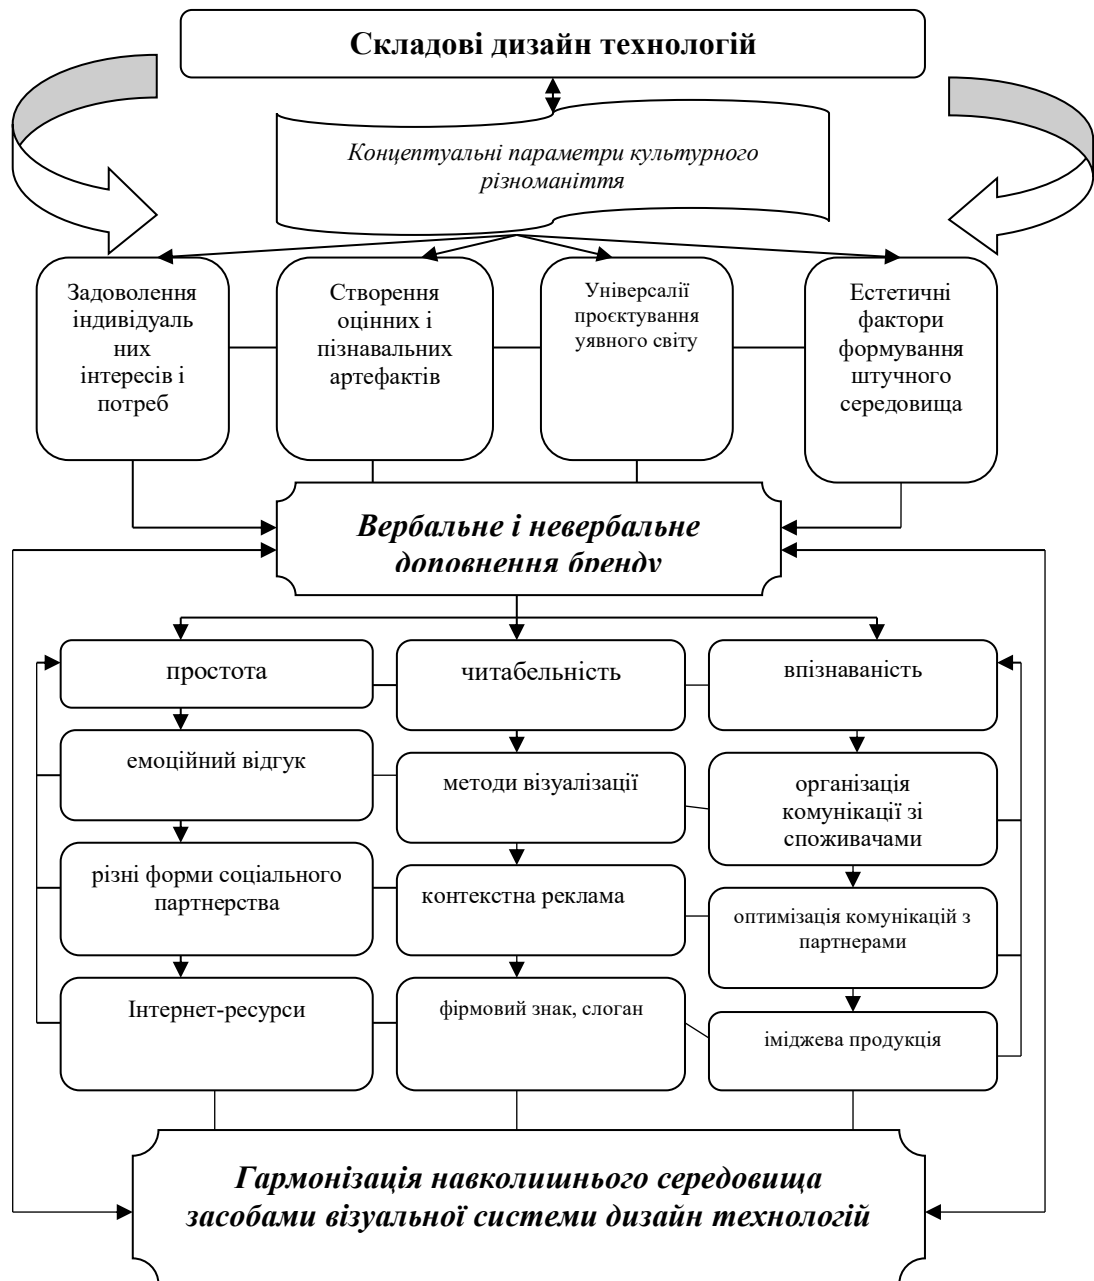 Складові дизайн технологій
Концептуальні параметри культурного
різноманіття
Задоволення
індивідуаль
них
інтересів і
потреб
Створення
оцінних і
пізнавальних
артефактів
Універсалії
проєктування
уявного світу
Естетичні
фактори
формування
штучного
середовища
Вербальне і невербальне
доповнення бренду
простота
читабельність
впізнаваність
емоційний відгук
методи візуалізації
організація
комунікації зі
споживачами
різні форми соціального
партнерства
контекстна реклама
оптимізація комунікацій з
партнерами
Інтернет-ресурси
фірмовий знак, слоган
іміджева продукція
Гармонізація навколишнього середовища
засобами візуальної системи дизайн технологій